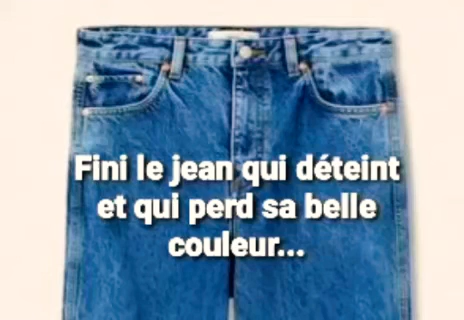 Fini le jean qui déteint
et qui perd sa belle
couleur...